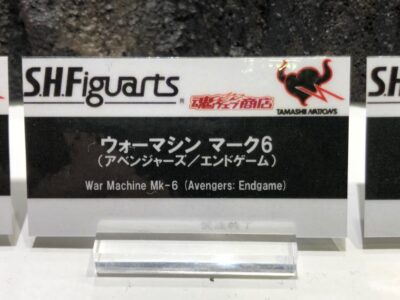 S.H.Figuarts
®
魂ウェブ商店
TAMASHII NATIONS
ウォーマシン マーク6
(アベンジャーズ/エンドゲーム)
War Machine Mk-6 (Avengers: Endgame)